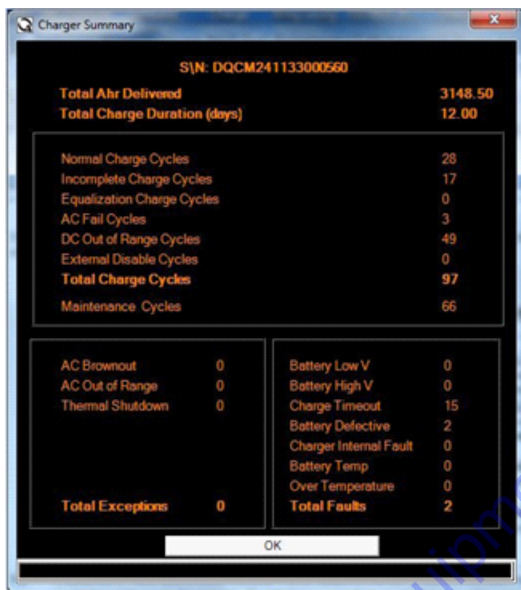 Charger Summary
S\N: DQCM241133000560
Total Ahr Delivered 3148.50
Total Charge Duration (days) 12.00
Normal Charge Cycles 28
Incomplete Charge Cycles 17
Equalization Charge Cycles 0
AC Fail Cycles 3
DC Out of Range Cycles 49
External Disable Cycles 0
Total Charge Cycles 97
Maintenance Cycles 66
AC Brownout 0
AC Out of Range 0
Thermal Shutdown 0
Total Exceptions 0
Battery Low V 0
Battery High V 0
Charge Timeout 15
Battery Defective 2
Charger Internal Fault 0
Battery Temp 0
Over Temperature 0
Total Faults 2
OK